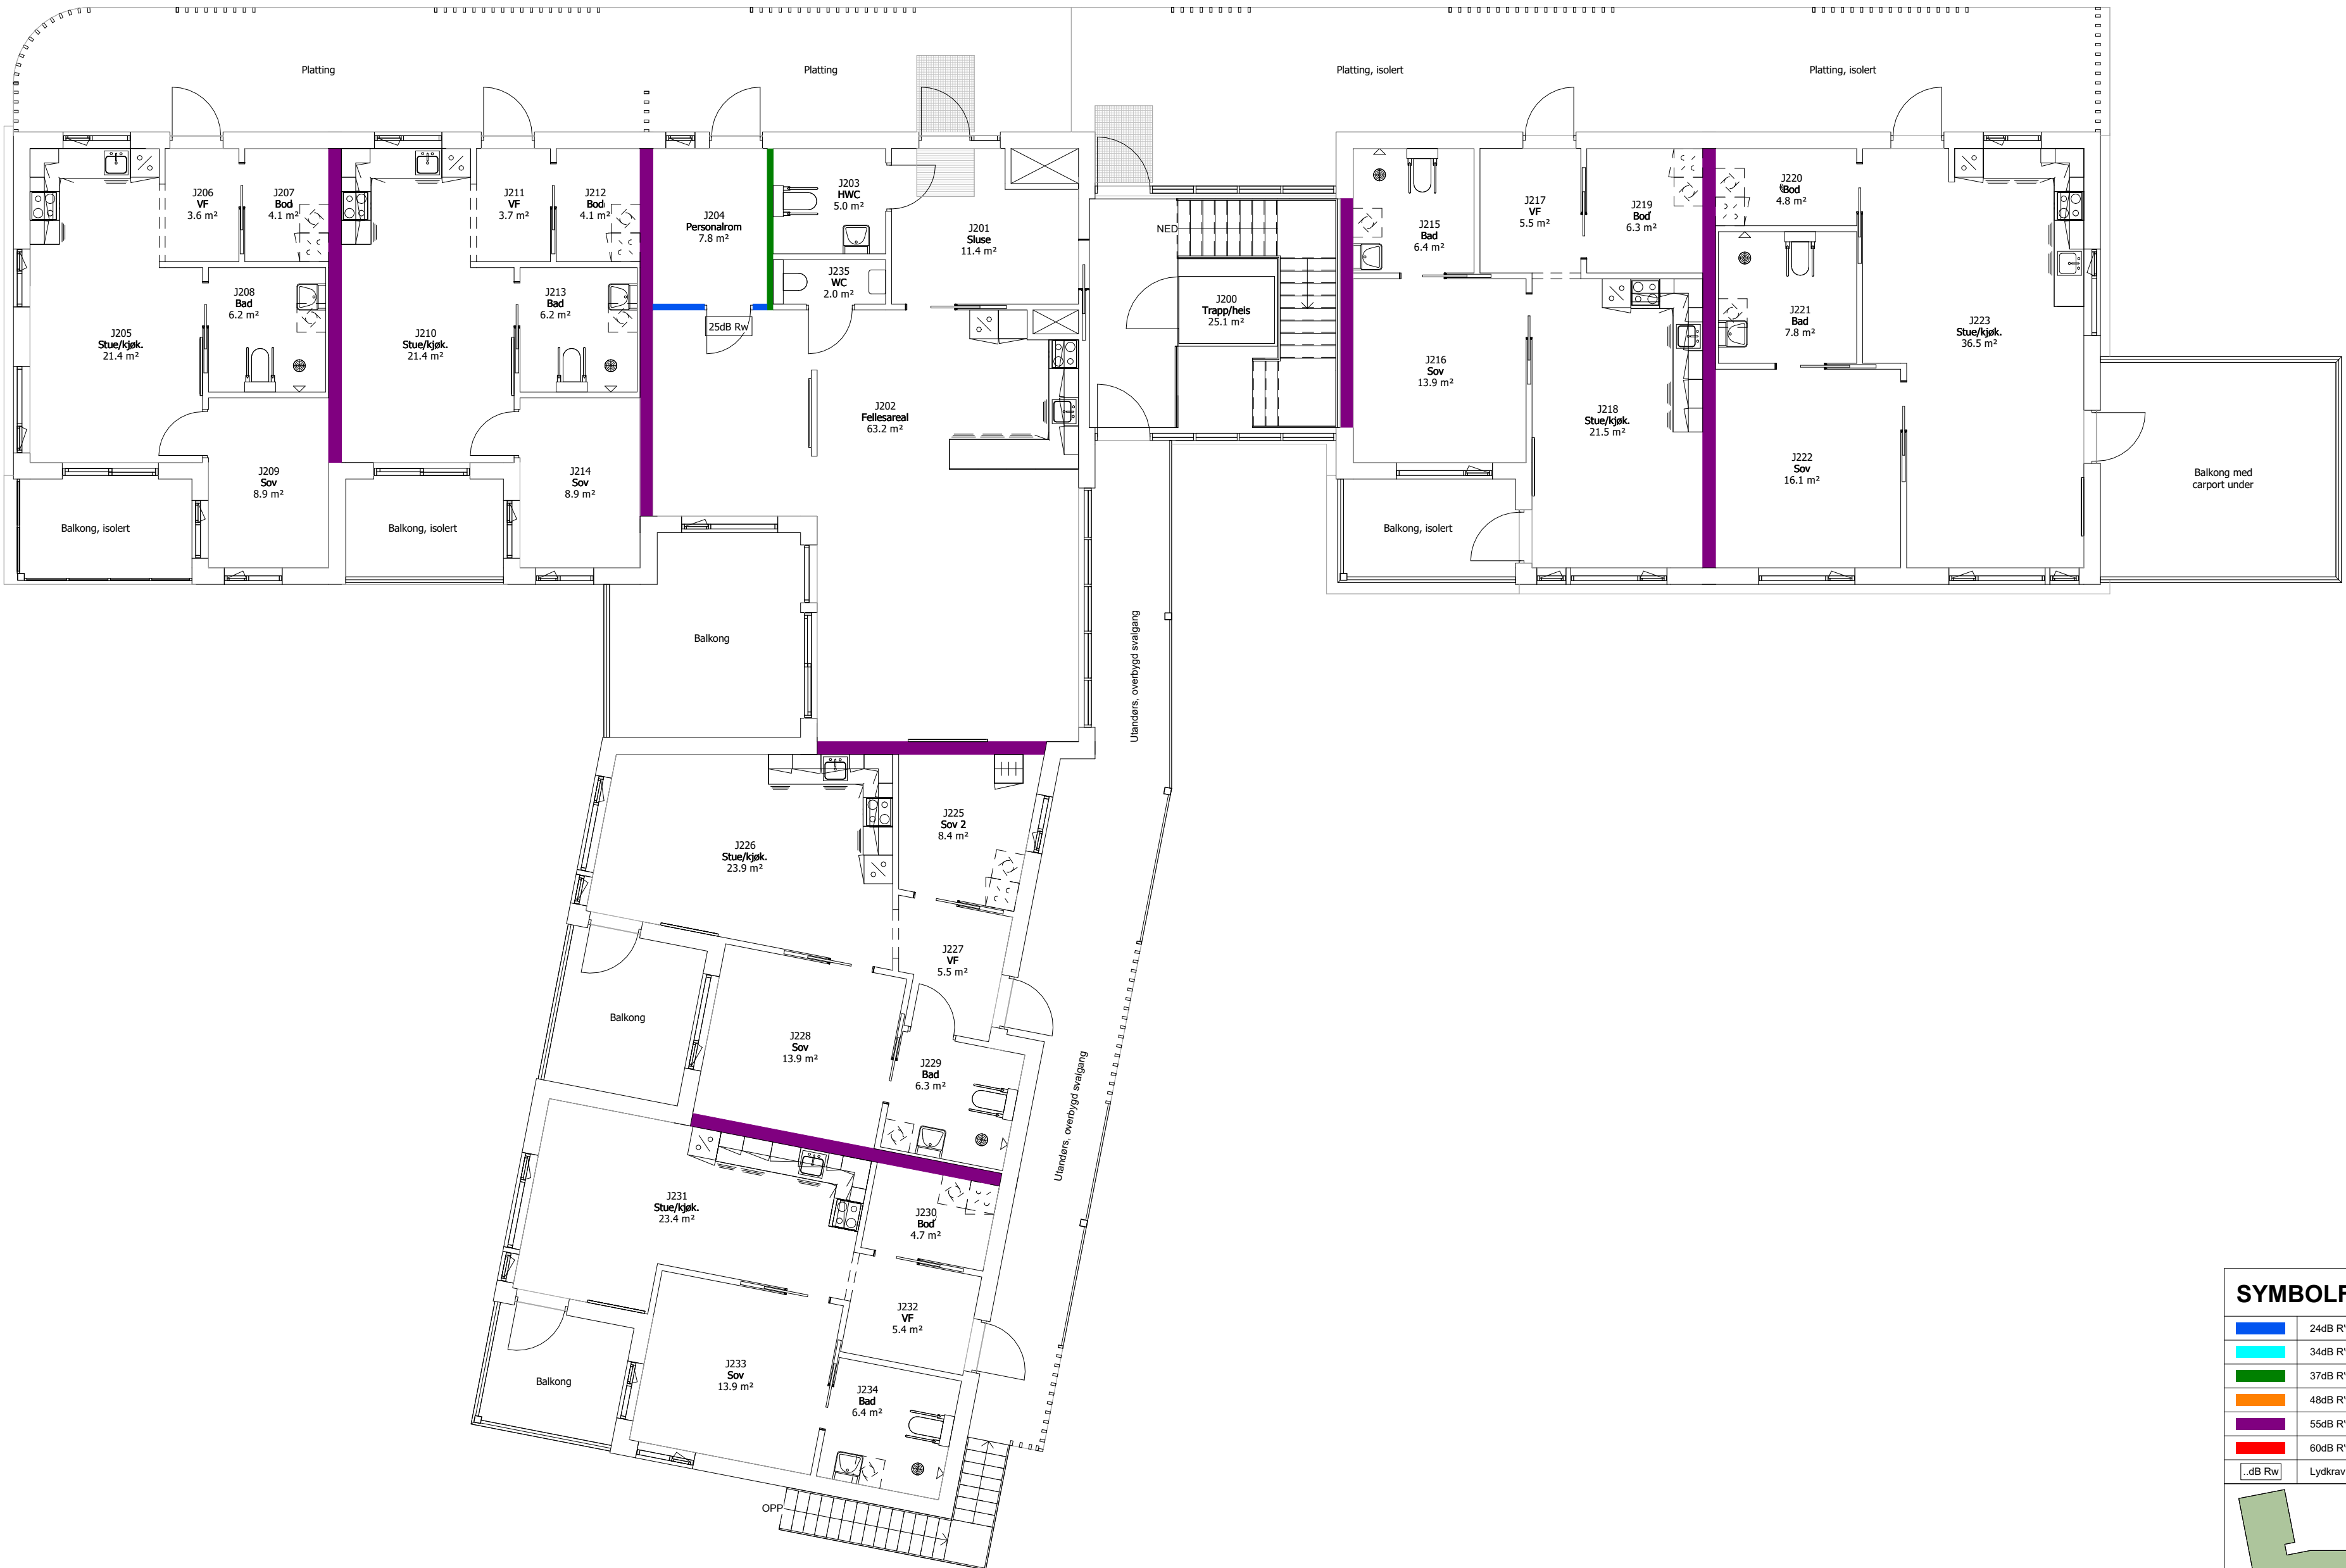 Platting
Platting
Platting, isolert
Platting, isolert
J206
VF
3.6 m²
J207
Bod
4.1 m²
J211
VF
3.7 m²
J212
Bod
4.1 m²
J204
Personalrom
7.8 m²
J203
HWC
5.0 m²
J201
Sluse
11.4 m²
J235
WC
2.0 m²
25dB Rw
J208
Bad
6.2 m²
J213
Bad
6.2 m²
J205
Stue/kjøk.
21.4 m²
J210
Stue/kjøk.
21.4 m²
J209
Sov
8.9 m²
J214
Sov
8.9 m²
Balkong, isolert
Balkong, isolert
J202
Fellesareal
63.2 m²
NED
J200
Trapp/heis
25.1 m²
J215
Bad
6.4 m²
J217
VF
5.5 m²
J219
Bod
6.3 m²
J220
Bod
4.8 m²
J221
Bad
7.8 m²
J223
Stue/kjøk.
36.5 m²
J216
Sov
13.9 m²
J218
Stue/kjøk.
21.5 m²
J222
Sov
16.1 m²
Balkong, isolert
Balkong med
carport under
Balkong
Utandørs, overbygd svalgang
J225
Sov 2
8.4 m²
J226
Stue/kjøk.
23.9 m²
J227
VF
5.5 m²
Balkong
J228
Sov
13.9 m²
J229
Bad
6.3 m²
Utandørs, overbygd svalgang
J231
Stue/kjøk.
23.4 m²
J230
Bod
4.7 m²
J232
VF
5.4 m²
Balkong
J233
Sov
13.9 m²
J234
Bad
6.4 m²
OPP
24dB
34dB
37dB
48dB
55dB
60dB
..dB Rw